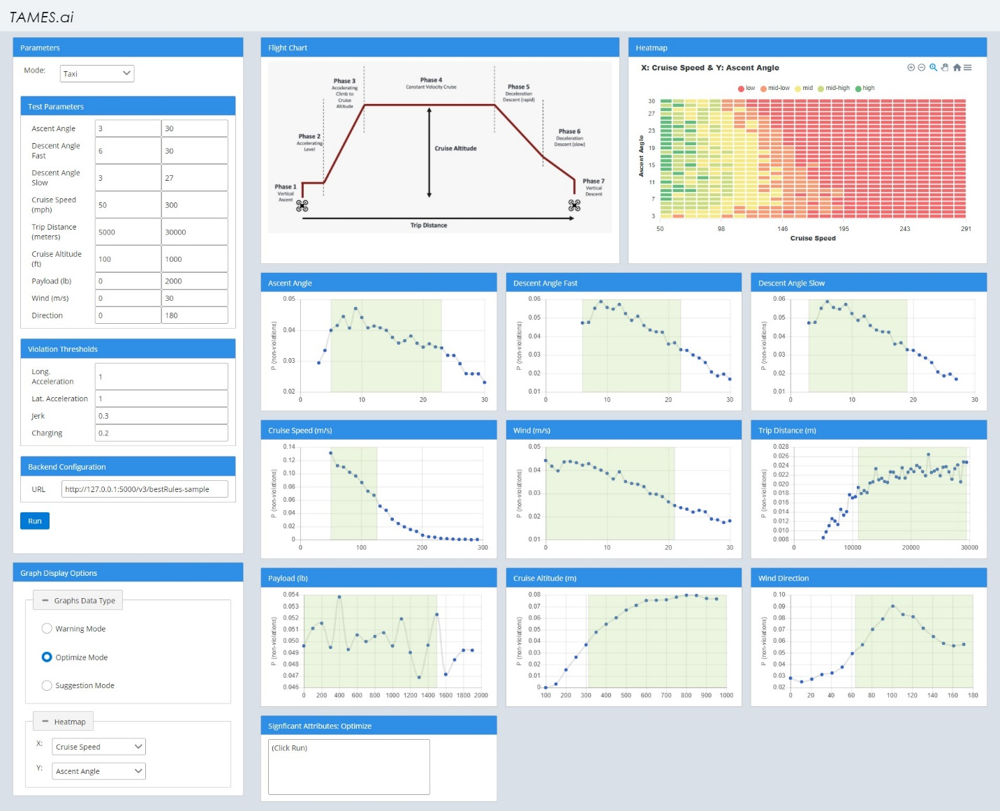 TAMES.ai
Parameters
Mode:
Taxi
Test Parameters
Ascent Angle 3 30
Descent Angle
Fast
6 30
Descent Angle
Slow
3 27
Cruise Speed
(mph)
50 300
Trip Distance
(meters)
5000 30000
Cruise Altitude
(ft)
100 1000
Payload (lb) 0 2000
Wind (m/s) 0 30
Direction 0 180
Violation Thresholds
Long.
Acceleration
1
Lat. Acceleration 1
Jerk 0.3
Charging 0.2
Backend Configuration
URL http://127.0.0.1:5000/v3/bestRules-sample
Run
Graph Display Options
Graphs Data Type
Warning Mode
Optimize Mode
Suggestion Mode
Heatmap
X: Cruise Speed
Y: Ascent Angle
Flight Chart
Phase 1
Vertical
Ascent
Phase 2
Accelerating
Level
Phase 3
Accelerating
Climb to
Cruise
Altitude
Phase 4
Constant Velocity Cruise
Phase 5
Deceleration
Descent (rapid)
Phase 6
Deceleration
Descent (slow)
Phase 7
Vertical
Descent
Cruise Altitude
Trip Distance
Heatmap
X: Cruise Speed & Y: Ascent Angle
low mid-low mid mid-high high
Ascent Angle
30
27
23
19
15
11
7
3
50 98 146 195 243 291
Cruise Speed
Ascent Angle
P (non-violations)
0.05
0.04
0.03
0.02
0 10 20 30
Descent Angle Fast
P (non-violations)
0.06
0.05
0.04
0.03
0.02
0.01
0 10 20 30
Descent Angle Slow
P (non-violations)
0.06
0.05
0.04
0.03
0.02
0.01
0 10 20 30
Cruise Speed (m/s)
P (non-violations)
0.14
0.12
0.10
0.08
0.06
0.04
0.02
0
0 100 200 300
Wind (m/s)
P (non-violations)
0.05
0.04
0.03
0.02
0.01
0 10 20 30
Trip Distance (m)
P (non-violations)
0.028
0.026
0.024
0.022
0.020
0.018
0.016
0.014
0.012
0.010
0.008
0 10000 20000 30000
Payload (lb)
P (non-violations)
0.054
0.053
0.052
0.051
0.050
0.049
0.048
0.047
0.046
0 200 400 600 800 1000 1200 1400 1600 1800 2000
Cruise Altitude (m)
P (non-violations)
0.08
0.07
0.06
0.05
0.04
0.03
0.02
0.01
0
100 200 300 400 500 600 700 800 900 1000
Wind Direction
P (non-violations)
0.10
0.09
0.08
0.07
0.06
0.05
0.04
0.03
0.02
0 20 40 60 80 100 120 140 160 180
Signficant Attributes: Optimize
(Click Run)